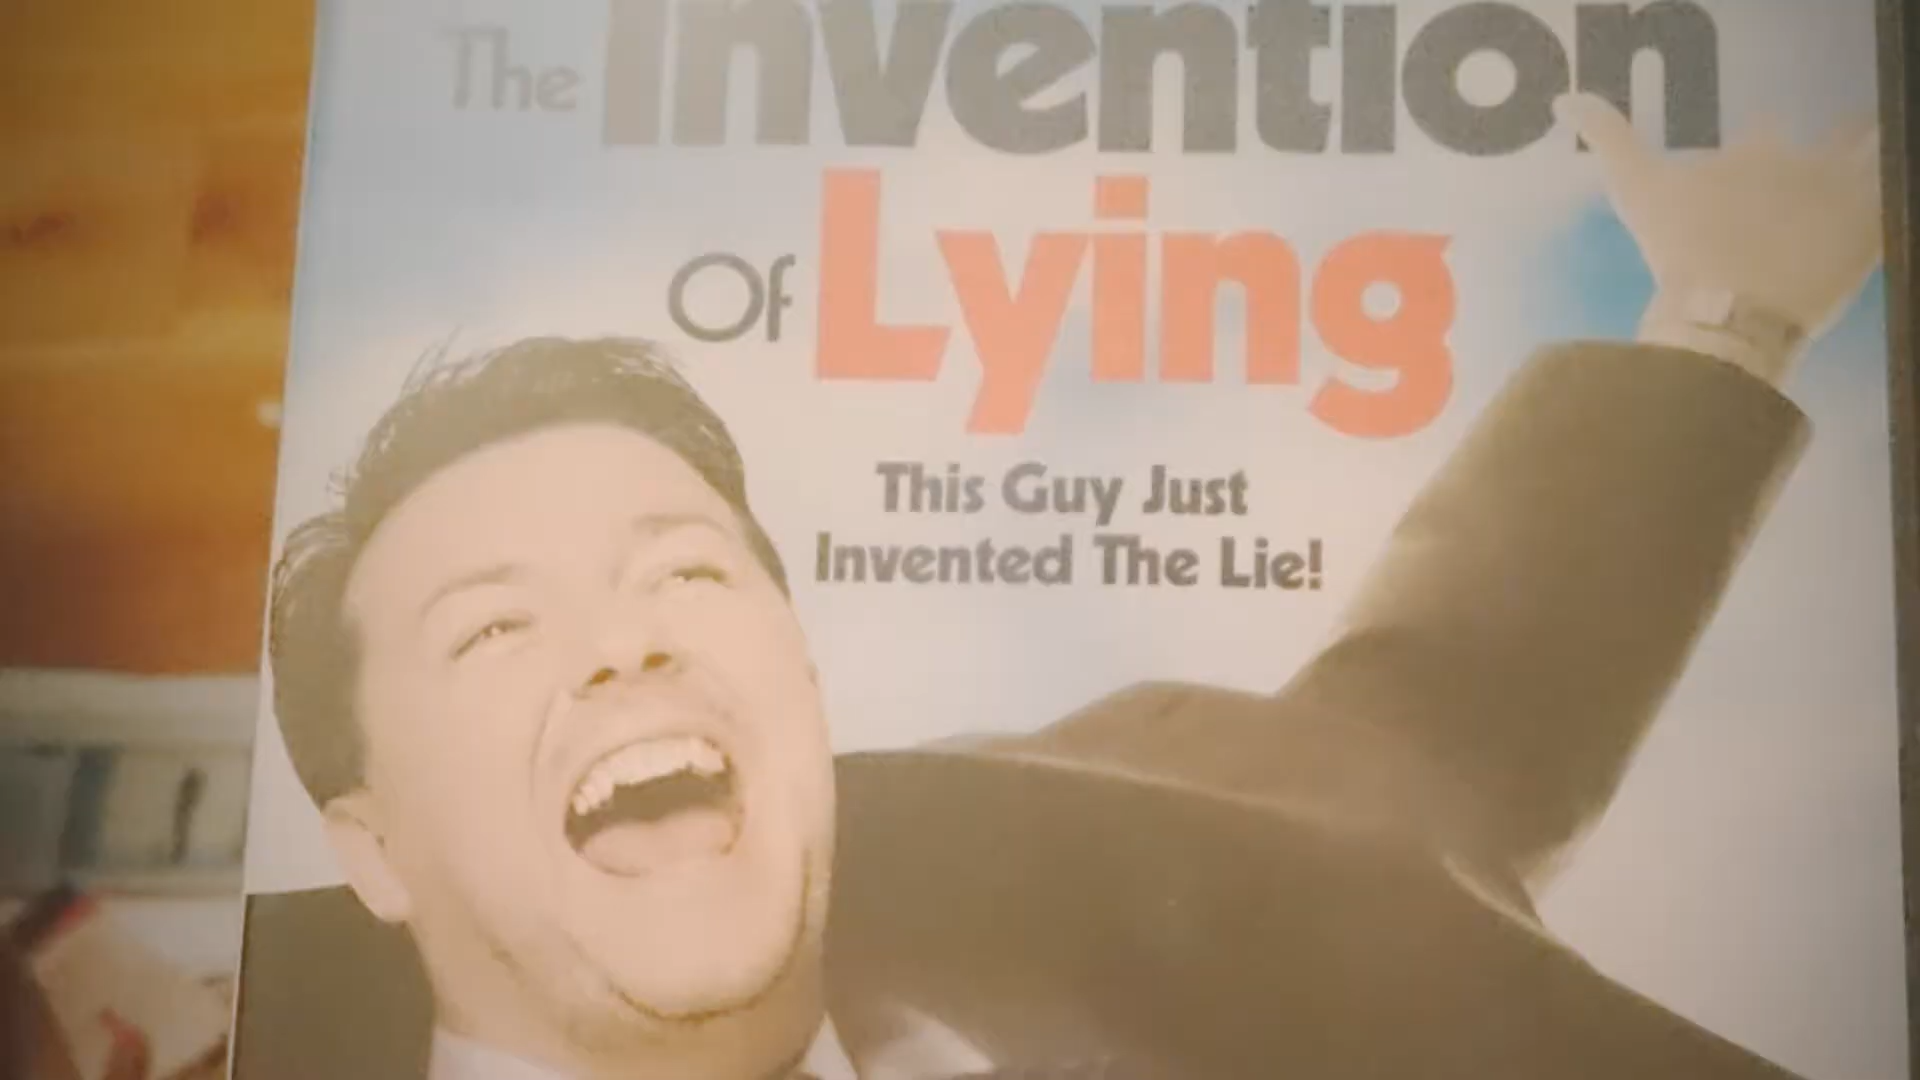 The Invention
Of Lying
This Guy Just
Invented The Lie!